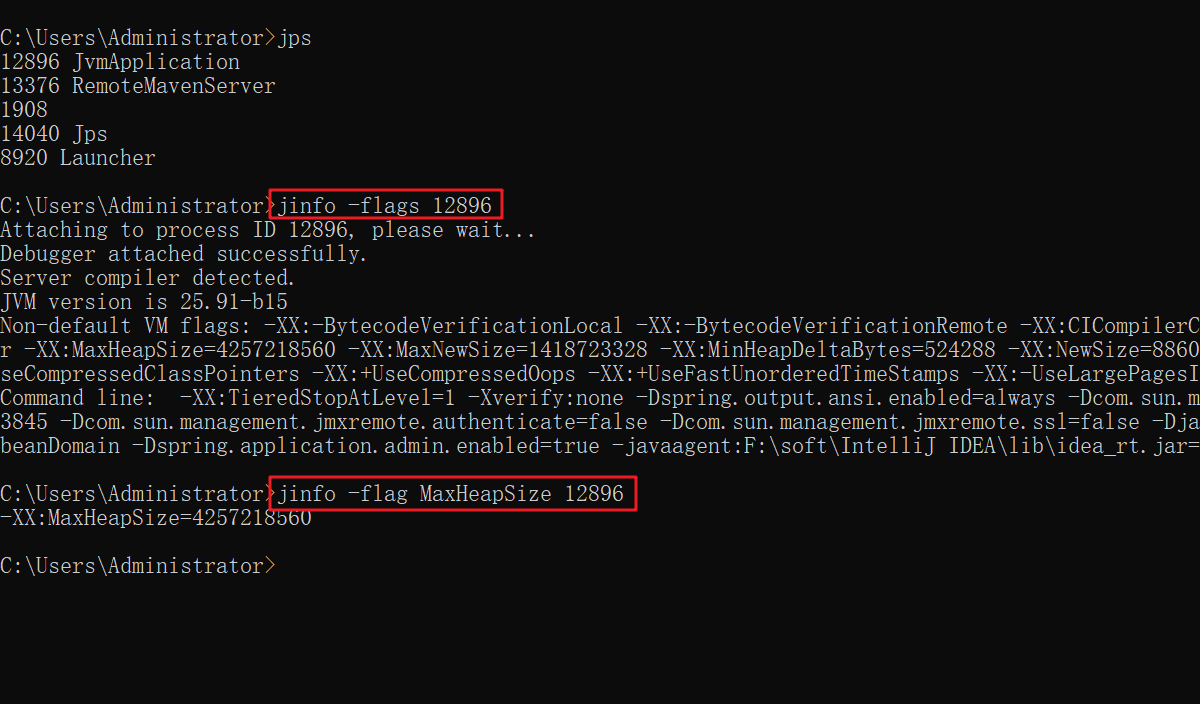 C:\Users\Administrator>jps
12896 JvmApplication
13376 RemoteMavenServer
1908
14040 Jps
8920 Launcher
C:\Users\Administrator>jinfo -flags 12896
Attaching to process ID 12896, please wait...
Debugger attached successfully.
Server compiler detected.
JVM version is 25.91-b15
Non-default VM flags: -XX:-BytecodeVerificationLocal -XX:-BytecodeVerificationRemote -XX:CICompilerC
r -XX:MaxHeapSize=4257218560 -XX:MaxNewSize=1418723328 -XX:MinHeapDeltaBytes=524288 -XX:NewSize=8860
seCompressedClassPointers -XX:+UseCompressedOops -XX:+UseFastUnorderedTimeStamps -XX:-UseLargePagesI
Command line:  -XX:TieredStopAtLevel=1 -Xverify:none -Dspring.output.ansi.enabled=always -Dcom.sun.m
3845 -Dcom.sun.management.jmxremote.authenticate=false -Dcom.sun.management.jmxremote.ssl=false -Dja
beanDomain -Dspring.application.admin.enabled=true -javaagent:F:\soft\IntelliJ IDEA\lib\idea_rt.jar=
C:\Users\Administrator>jinfo -flag MaxHeapSize 12896
-XX:MaxHeapSize=4257218560
C:\Users\Administrator>